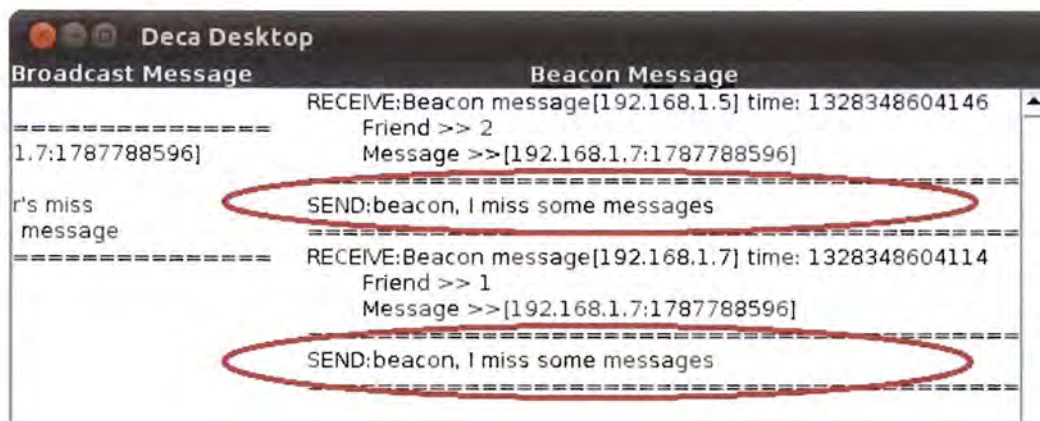 Deca Desktop
Broadcast Message
Beacon Message
===============
1.7:1787788596]
r's miss
message
===============
RECEIVE:Beacon message[192.168.1.5] time: 1328348604146
Friend >> 2
Message >>[192.168.1.7:1787788596]
==========================================
SEND:beacon, I miss some messages
==========================================
RECEIVE:Beacon message[192.168.1.7] time: 1328348604114
Friend >> 1
Message >>[192.168.1.7:1787788596]
==========================================
SEND:beacon, I miss some messages
==========================================